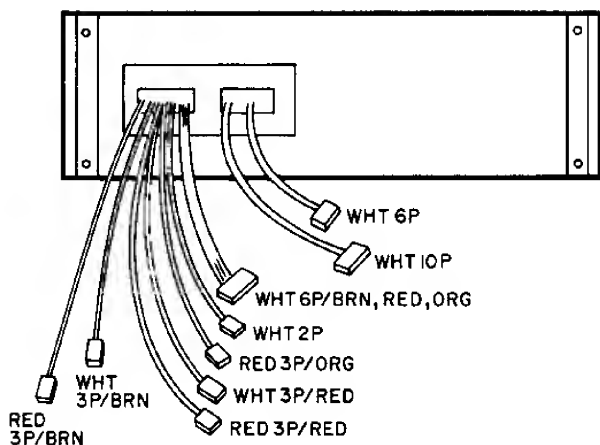 WHT 6P
WHT 10P
WHT 6P/BRN, RED, ORG
WHT 2P
RED 3P/ORG
WHT
3P/BRN
WHT 3P/RED
RED
3P/BRN
RED 3P/RED